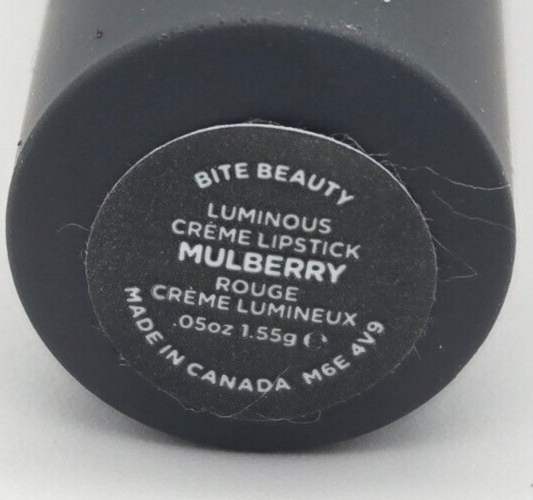 BITE BEAUTY
LUMINOUS
CRÈME LIPSTICK
MULBERRY
ROUGE
CRÈME LUMINEUX
.05oz 1.55g ℮
MADE IN CANADA M6E 4V9